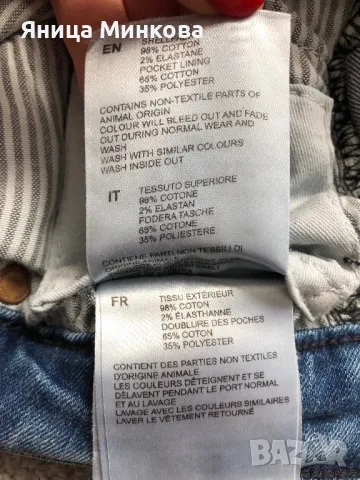 Яница Минкова
EN
98% COTTON
2% ELASTANE
POCKET LINING
65% COTTON
35% POLYESTER
CONTAINS NON-TEXTILE PARTS OF
ANIMAL ORIGIN
COLOUR WILL BLEED OUT AND FADE
OUT DURING NORMAL WEAR AND
WASH
WASH WITH SIMILAR COLOURS
WASH INSIDE OUT
IT
TESSUTO SUPERIORE
98% COTONE
2% ELASTAN
FODERA TASCHE
65% COTONE
35% POLIESTERE
CONTIENE PARTI NON TESSILI DI
FR
TISSU EXTÉRIEUR
98% COTON
2% ÉLASTHANNE
DOUBLURE DES POCHES
65% COTON
35% POLYESTER
CONTIENT DES PARTIES NON TEXTILES
D'ORIGINE ANIMALE
LES COULEURS DÉTEIGNENT ET SE
DÉLAVENT PENDANT LE PORT NORMAL
ET AU LAVAGE
LAVAGE AVEC LES COULEURS SIMILAIRES
LAVER LE VÊTEMENT RETOURNÉ
BAZAR